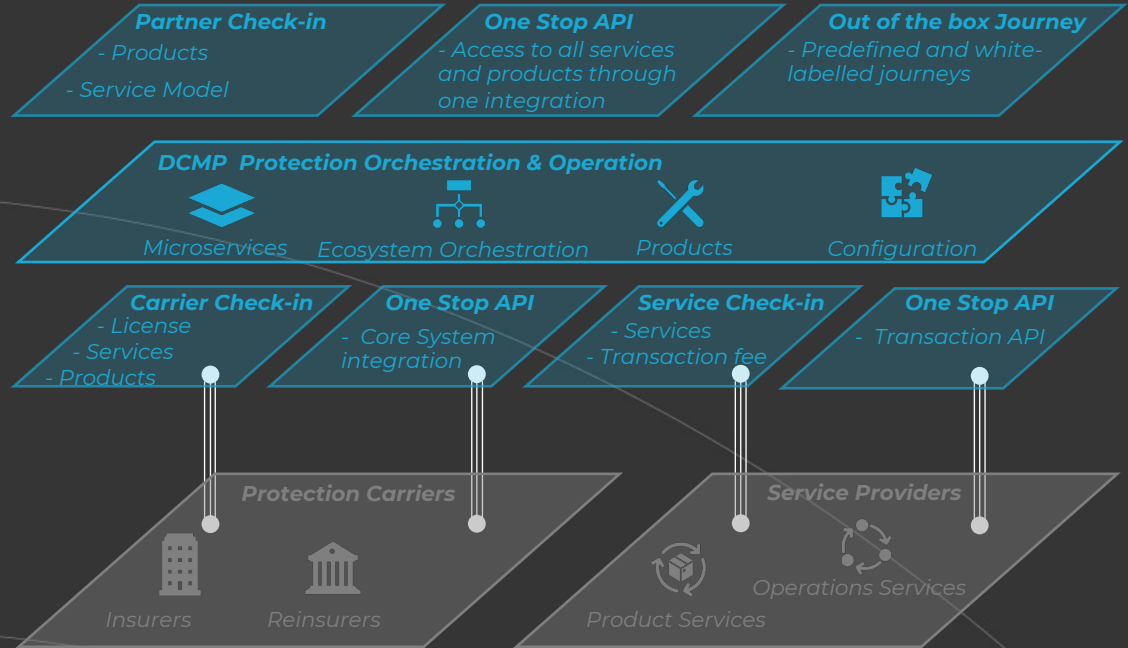 Partner Check-in
- Products
- Service Model
One Stop API
- Access to all services
and products through
one integration
Out of the box Journey
- Predefined and white-
labelled journeys
DCMP  Protection Orchestration & Operation
Microservices
Ecosystem Orchestration
Products
Configuration
Carrier Check-in
- License
- Services
- Products
One Stop API
-  Core System
integration
Service Check-in
- Services
- Transaction fee
One Stop API
-  Transaction API
Protection Carriers
Insurers
Reinsurers
Service Providers
Product Services
Operations Services